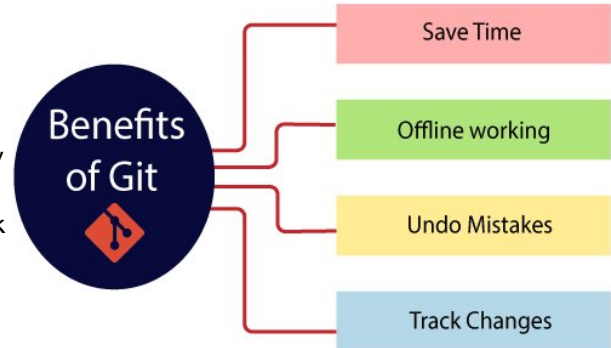 Benefits
of Git
Save Time
Offline working
Undo Mistakes
Track Changes